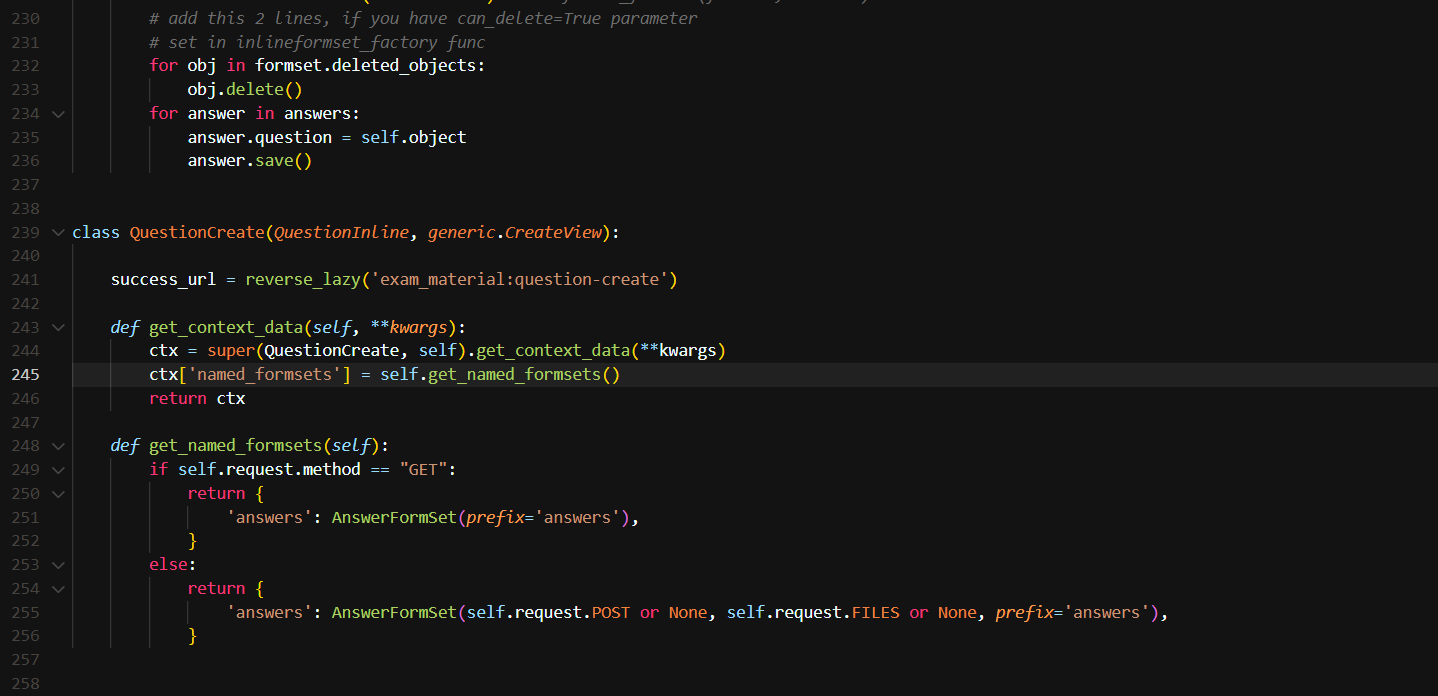 230 # add this 2 lines, if you have can_delete=True parameter
231 # set in inlineformset_factory func
232 for obj in formset.deleted_objects:
233 obj.delete()
234 for answer in answers:
235 answer.question = self.object
236 answer.save()
237
238
239 class QuestionCreate(QuestionInline, generic.CreateView):
240
241 success_url = reverse_lazy('exam_material:question-create')
242
243 def get_context_data(self, **kwargs):
244 ctx = super(QuestionCreate, self).get_context_data(**kwargs)
245 ctx['named_formsets'] = self.get_named_formsets()
246 return ctx
247
248 def get_named_formsets(self):
249 if self.request.method == "GET":
250 return {
251 'answers': AnswerFormSet(prefix='answers'),
252 }
253 else:
254 return {
255 'answers': AnswerFormSet(self.request.POST or None, self.request.FILES or None, prefix='answers'),
256 }
257
258